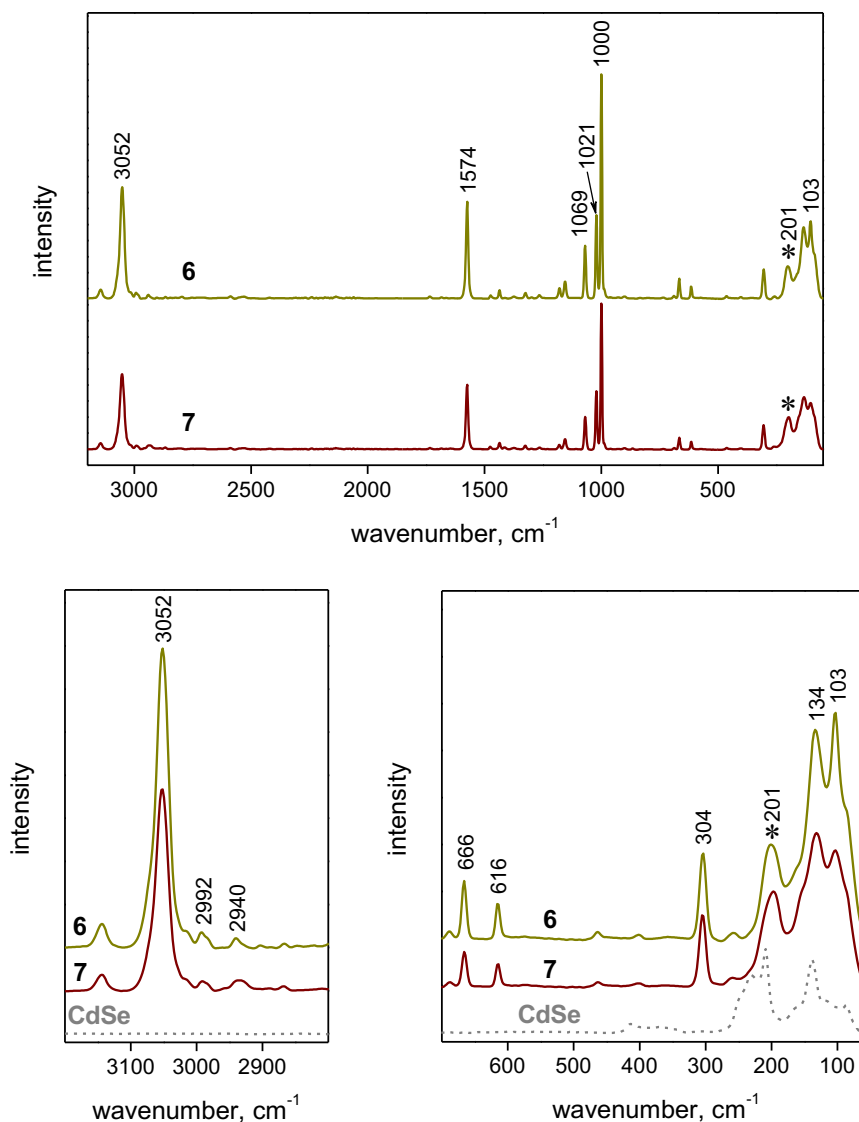 1000
3052
1574
1021
1069
*201
103
intensity
6
7
*
3000 2500 2000 1500 1000 500
wavenumber, cm-1
3052
2992
2940
intensity
6
7
CdSe
3100 3000 2900
wavenumber, cm-1
134
103
*201
304
666
616
intensity
6
7
CdSe
600 500 400 300 200 100
wavenumber, cm-1